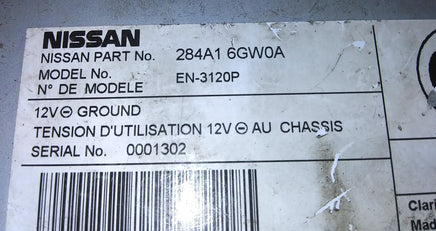 NISSAN
NISSAN PART No. 284A1 6GW0A
MODEL No. EN-3120P
N° DE MODELE
12V⊖ GROUND
TENSION D'UTILISATION 12V⊖ AU CHASSIS
SERIAL No. 0001302
Clari
Made